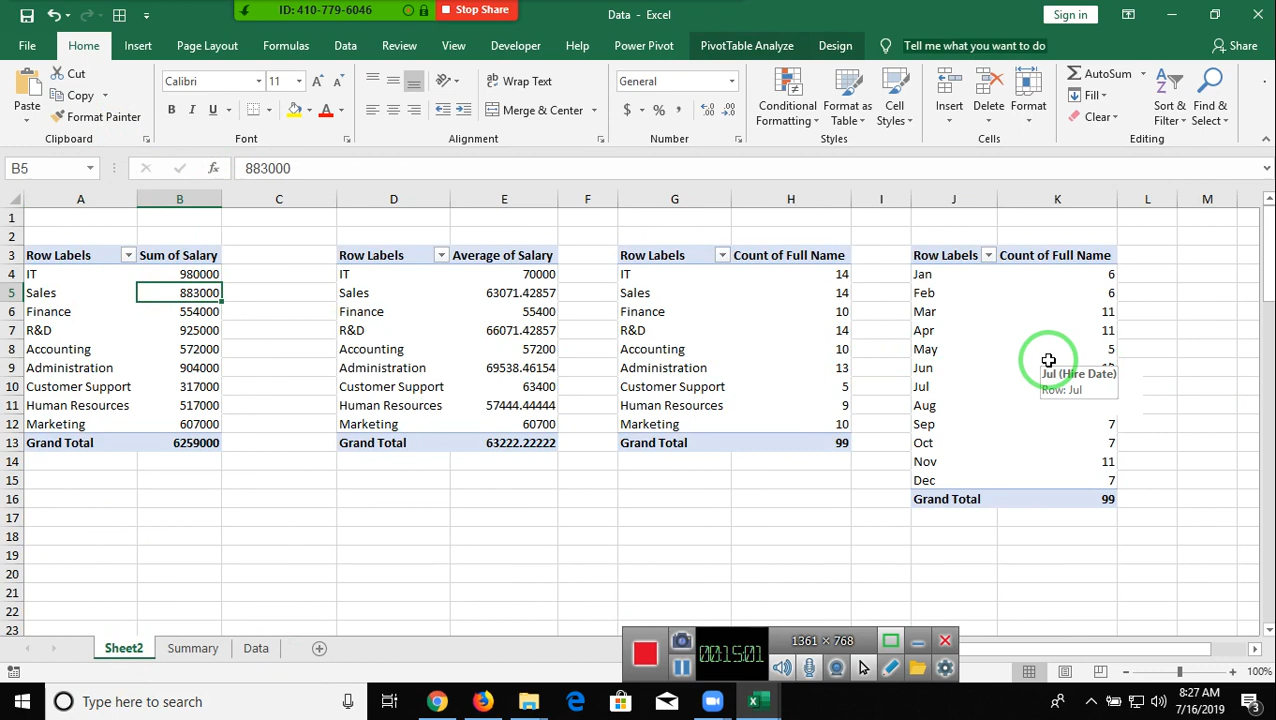 ID: 410-779-6046 Stop Share
Data - Excel
Sign in
File Home Insert Page Layout Formulas Data Review View Developer Help Power Pivot PivotTable Analyze Design Tell me what you want to do Share
Paste Cut Copy Format Painter
Calibri 11
B I U
Wrap Text
Merge & Center
General
$ % ,
Conditional Formatting Format as Table Cell Styles
Insert Delete Format
AutoSum Fill Clear
Sort & Filter Find & Select
Clipboard Font Alignment Number Styles Cells Editing
B5 fx 883000
A B C D E F G H I J K L M
1
2
3 Row Labels Sum of Salary Row Labels Average of Salary Row Labels Count of Full Name Row Labels Count of Full Name
4 IT 980000 IT 70000 IT 14 Jan 6
5 Sales 883000 Sales 63071.42857 Sales 14 Feb 6
6 Finance 554000 Finance 55400 Finance 10 Mar 11
7 R&D 925000 R&D 66071.42857 R&D 14 Apr 11
8 Accounting 572000 Accounting 57200 Accounting 10 May 5
9 Administration 904000 Administration 69538.46154 Administration 13 Jun
10 Customer Support 317000 Customer Support 63400 Customer Support 5 Jul
11 Human Resources 517000 Human Resources 57444.44444 Human Resources 9 Aug
12 Marketing 607000 Marketing 60700 Marketing 10 Sep 7
13 Grand Total 6259000 Grand Total 63222.22222 Grand Total 99 Oct 7
14 Nov 11
15 Dec 7
16 Grand Total 99
17
18
19
20
21
22
23
Jul (Hire Date)
Row: Jul
Sheet2 Summary Data
00:15:01 1361 × 768
100%
Type here to search
8:27 AM
7/16/2019
3